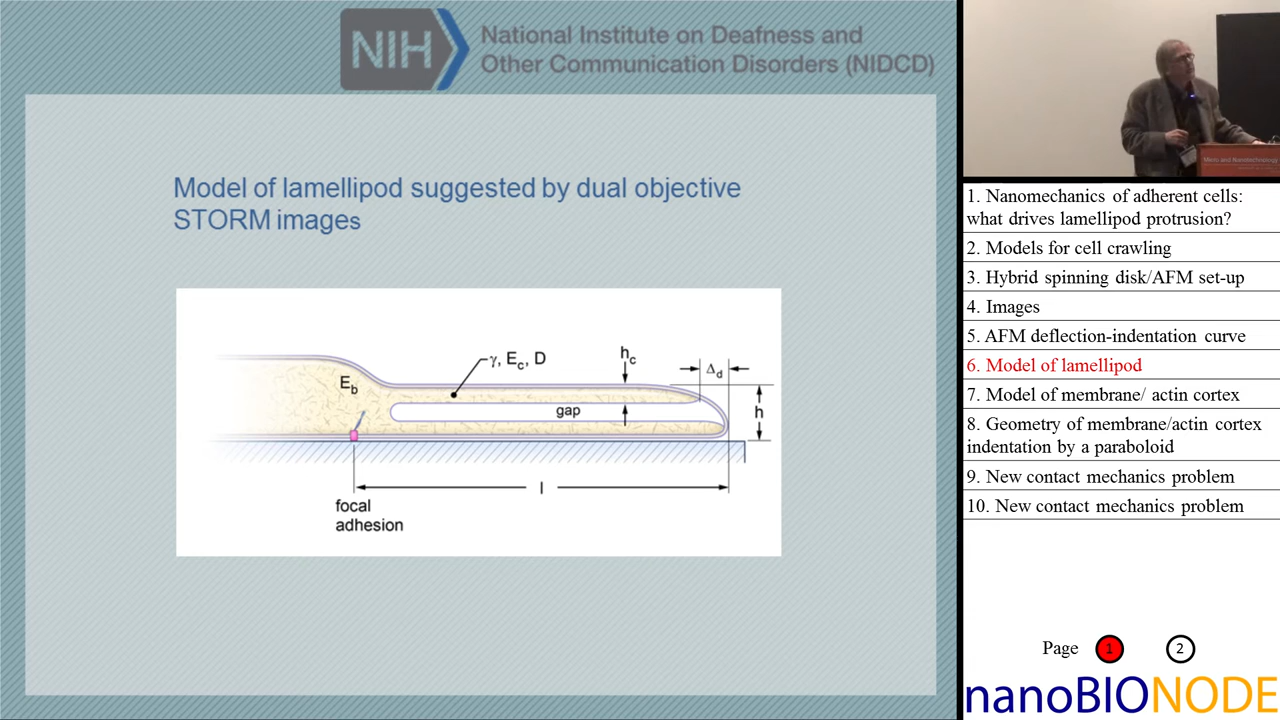 NIH
National Institute on Deafness and
Other Communication Disorders (NIDCD)
Model of lamellipod suggested by dual objective
STORM images
γ, Ec, D
hc
Δd
Eb
gap
h
l
focal
adhesion
1. Nanomechanics of adherent cells:
what drives lamellipod protrusion?
2. Models for cell crawling
3. Hybrid spinning disk/AFM set-up
4. Images
5. AFM deflection-indentation curve
6. Model of lamellipod
7. Model of membrane/ actin cortex
8. Geometry of membrane/actin cortex
indentation by a paraboloid
9. New contact mechanics problem
10. New contact mechanics problem
Page 1 2
nanoBIONODE